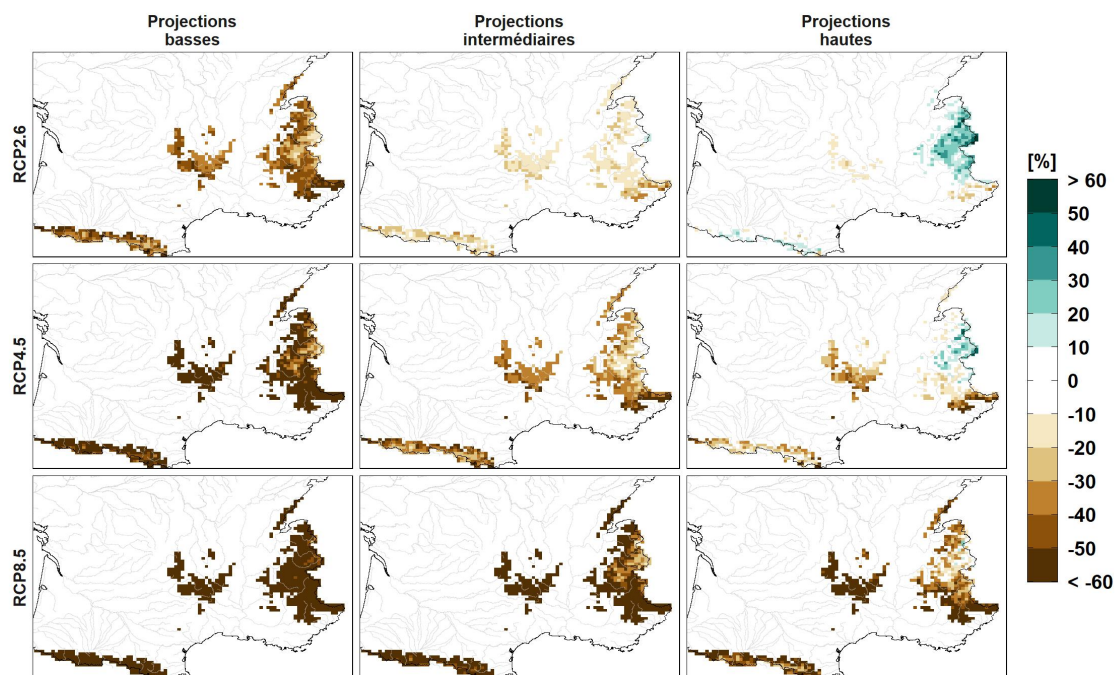 Projections
basses
Projections
intermédiaires
Projections
hautes
RCP2.6
RCP4.5
RCP8.5
[%]
> 60
50
40
30
20
10
0
-10
-20
-30
-40
-50
< -60